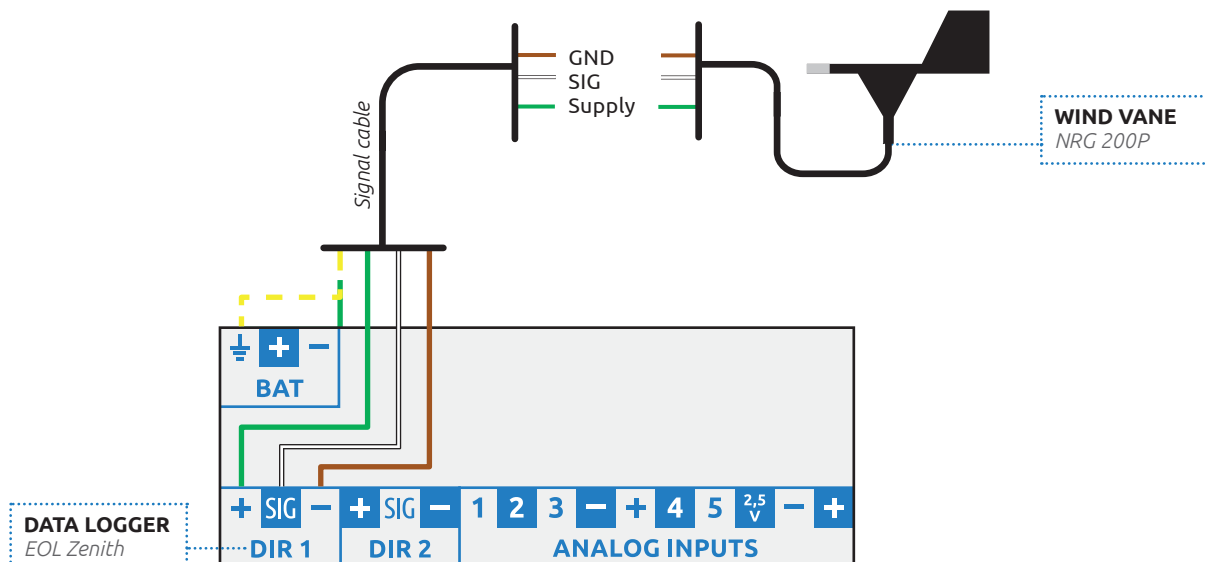 GND
SIG
Supply
Signal cable
WIND VANE
NRG 200P
+ −
BAT
+ SIG − + SIG − 1 2 3 − + 4 5 2,5 V − +
DIR 1 DIR 2 ANALOG INPUTS
DATA LOGGER
EOL Zenith